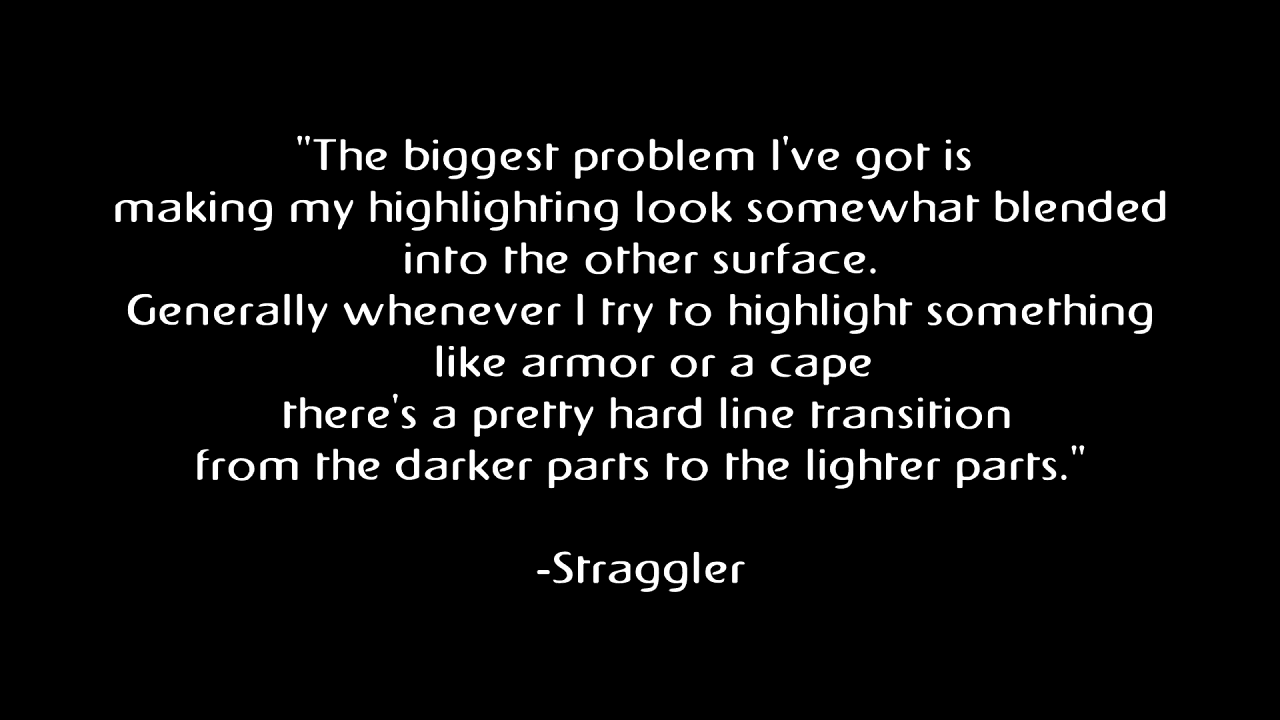 "The biggest problem I've got is
making my highlighting look somewhat blended
into the other surface.
Generally whenever I try to highlight something
like armor or a cape
there's a pretty hard line transition
from the darker parts to the lighter parts."
-Straggler